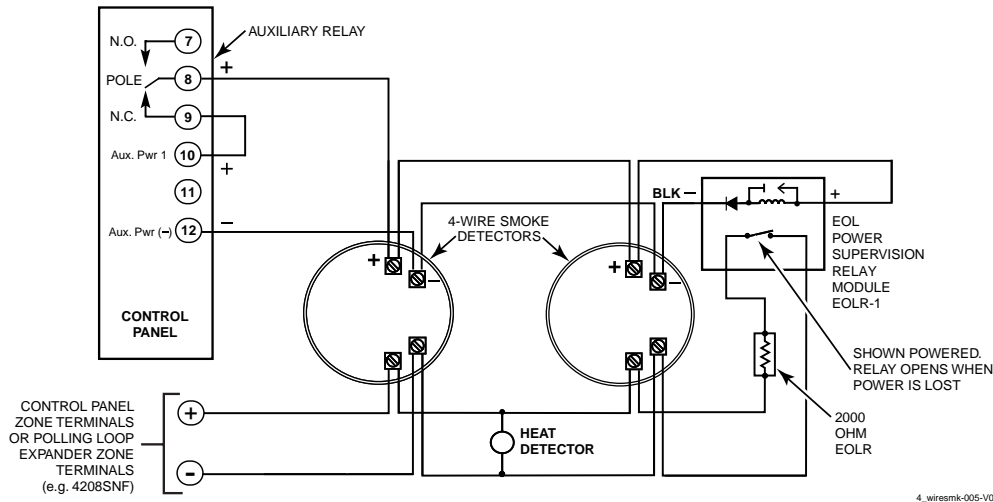 AUXILIARY RELAY
N.O.
7
POLE
8
+
N.C.
9
Aux. Pwr 1
10
+
11
Aux. Pwr (–)
12
–
CONTROL
PANEL
4-WIRE SMOKE
DETECTORS
+
–
+
–
BLK –
+
EOL
POWER
SUPERVISION
RELAY
MODULE
EOLR-1
SHOWN POWERED.
RELAY OPENS WHEN
POWER IS LOST
2000
OHM
EOLR
HEAT
DETECTOR
CONTROL PANEL
ZONE TERMINALS
OR POLLING LOOP
EXPANDER ZONE
TERMINALS
(e.g. 4208SNF)
+
-
4_wiresmk-005-V0